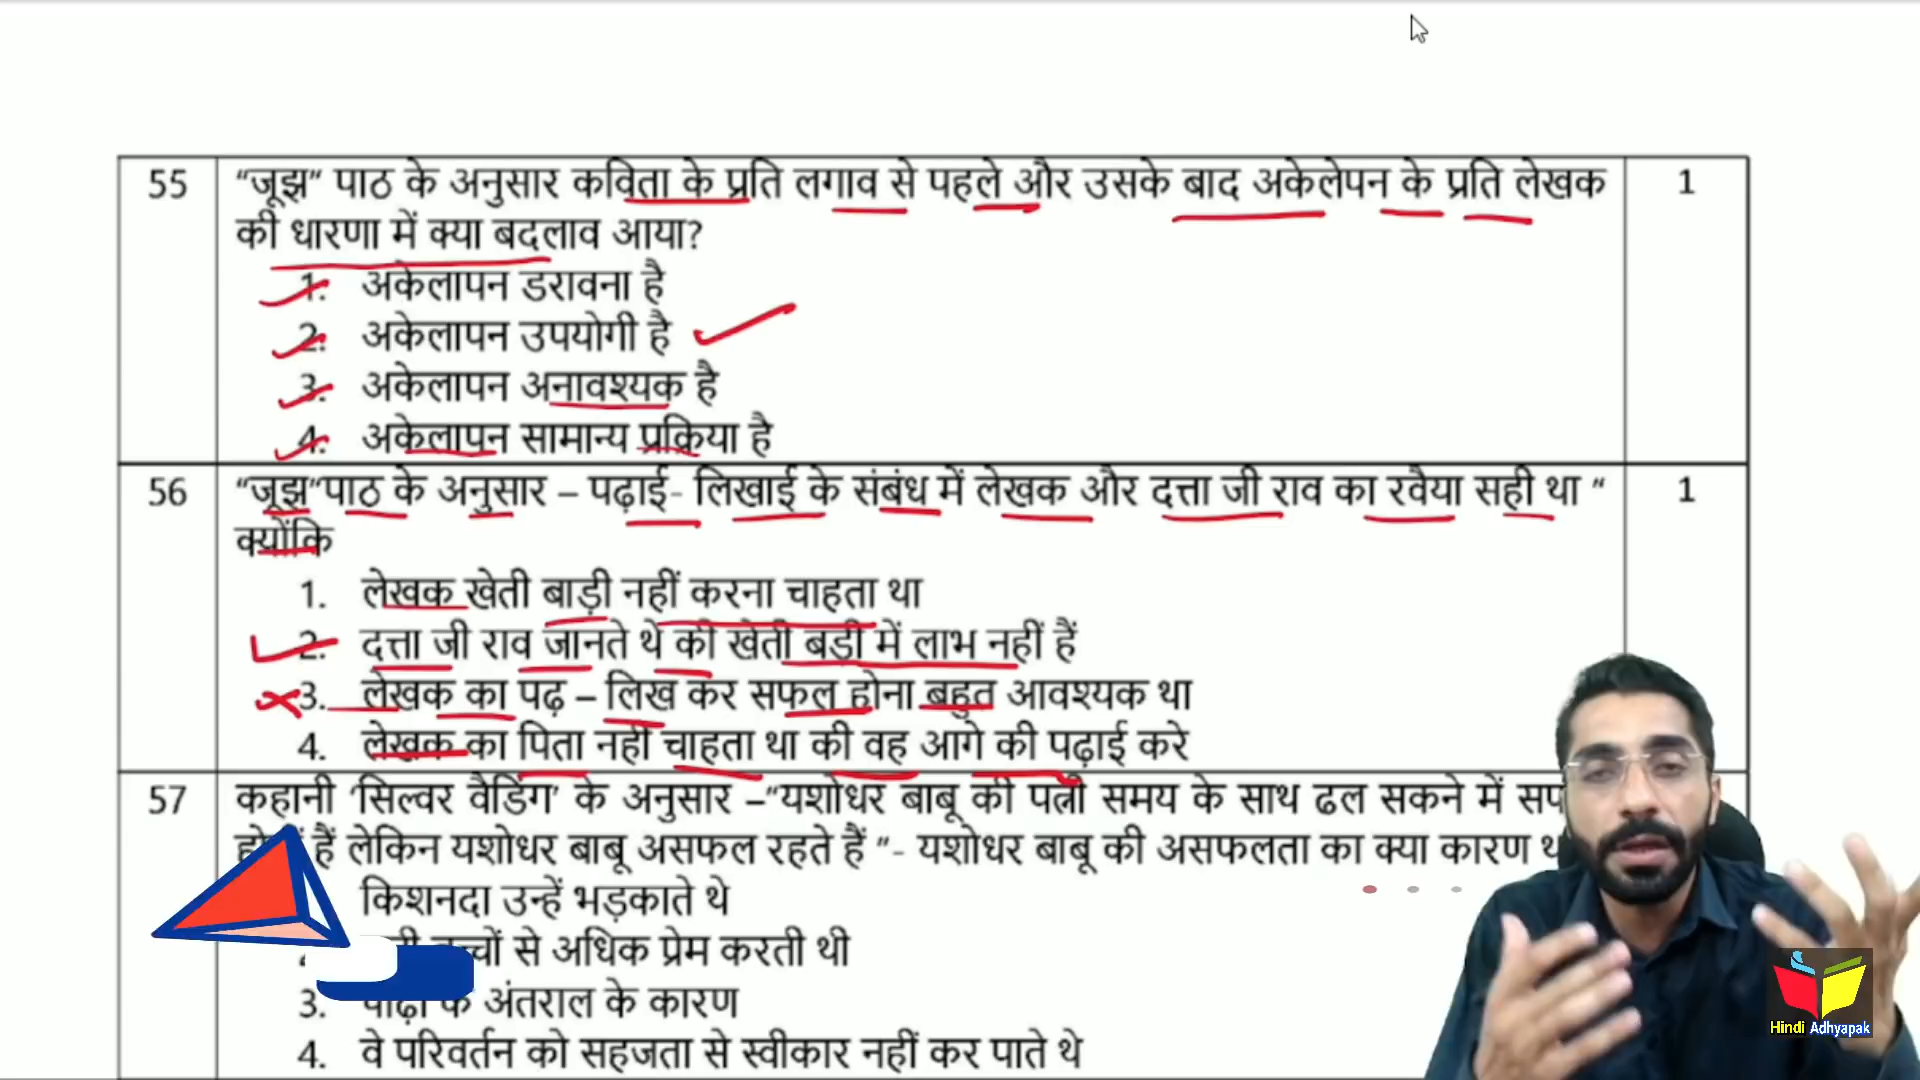 55 “जूझ” पाठ के अनुसार कविता के प्रति लगाव से पहले और उसके बाद अकेलेपन के प्रति लेखक 1
की धारणा में क्या बदलाव आया?
1. अकेलापन डरावना है
2. अकेलापन उपयोगी है
3. अकेलापन अनावश्यक है
4. अकेलापन सामान्य प्रक्रिया है
56 “जूझ“पाठ के अनुसार – पढ़ाई- लिखाई के संबंध में लेखक और दत्ता जी राव का रवैया सही था “ 1
क्योंकि
1. लेखक खेती बाड़ी नहीं करना चाहता था
2. दत्ता जी राव जानते थे की खेती बड़ी में लाभ नहीं हैं
3. लेखक का पढ़ – लिख कर सफल होना बहुत आवश्यक था
4. लेखक का पिता नहीं चाहता था की वह आगे की पढ़ाई करे
57 कहानी ‘सिल्वर वैडिंग’ के अनुसार –“यशोधर बाबू की पत्नी समय के साथ ढल सकने में
हैं लेकिन यशोधर बाबू असफल रहते हैं ”- यशोधर बाबू की असफलता का क्या कारण
किशनदा उन्हें भड़काते थे
से अधिक प्रेम करती थी
3. के अंतराल के कारण
4. वे परिवर्तन को सहजता से स्वीकार नहीं कर पाते थे
Hindi Adhyapak